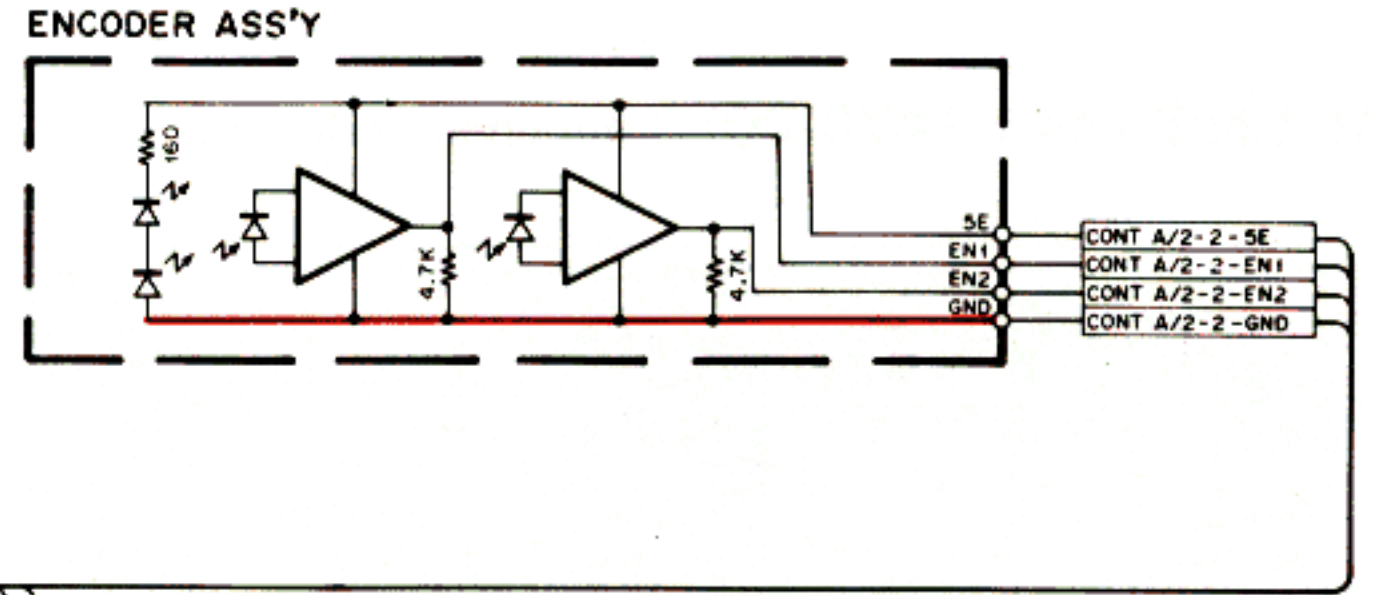 ENCODER ASS'Y
160
4.7K
4.7K
5E
EN1
EN2
GND
CONT A/2-2-5E
CONT A/2-2-EN1
CONT A/2-2-EN2
CONT A/2-2-GND